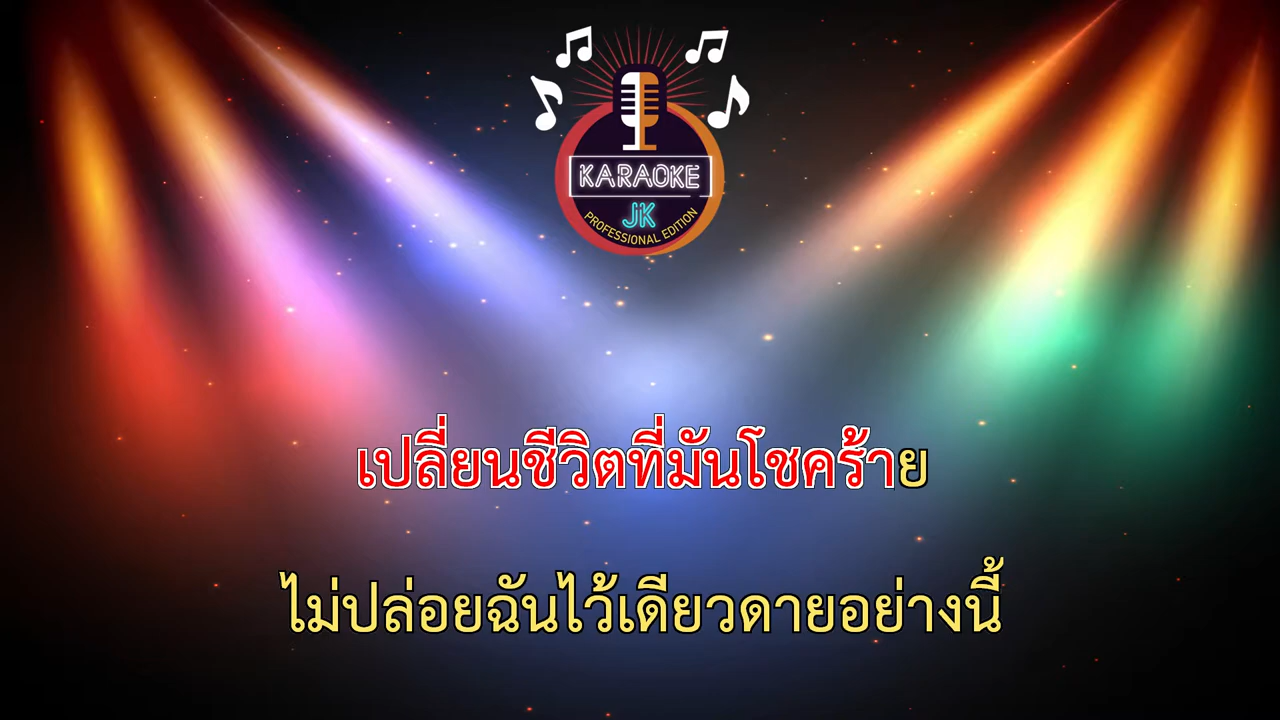 KARAOKE
JK
PROFESSIONAL EDITION
เปลี่ยนชีวิตที่มันโชคร้าย
ไม่ปล่อยฉันไว้เดียวดายอย่างนี้